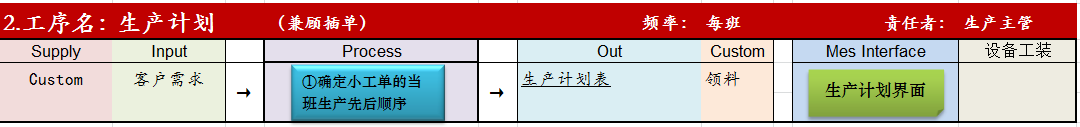 2.工序名: 生产计划 (兼顾插单) 频率: 每班 责任者: 生产主管
Supply Input Process Out Custom Mes Interface 设备工装
Custom 客户需求 → ①确定小工单的当 → 生产计划表 领料 生产计划界面
班生产先后顺序